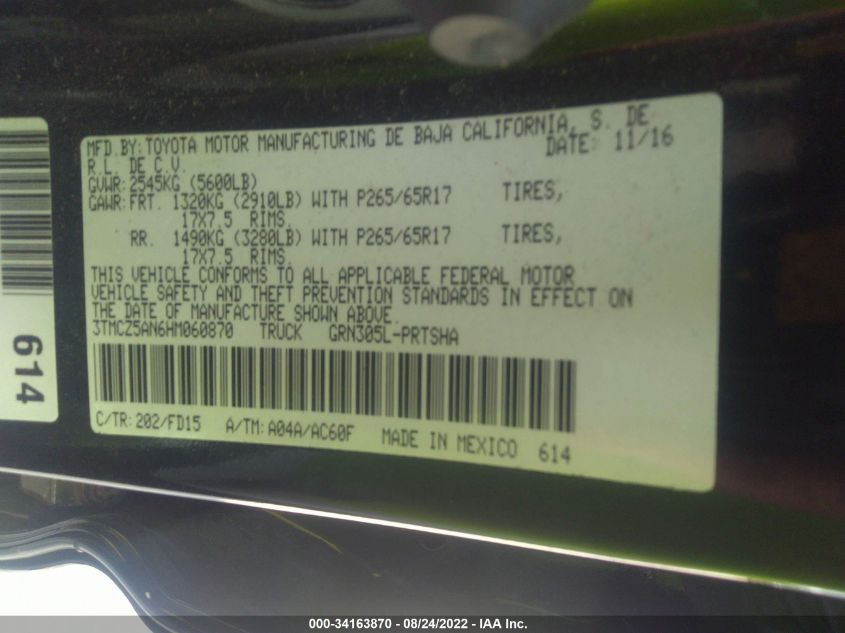 MFD.BY:TOYOTA MOTOR MANUFACTURING DE BAJA CALIFORNIA, S. DE
R.L. DE C.V. DATE: 11/16
GVWR:2545KG (5600LB)
GAWR:FRT. 1320KG (2910LB) WITH P265/65R17 TIRES,
17X7.5 RIMS,
RR. 1490KG (3280LB) WITH P265/65R17 TIRES,
17X7.5 RIMS.
THIS VEHICLE CONFORMS TO ALL APPLICABLE FEDERAL MOTOR
VEHICLE SAFETY AND THEFT PREVENTION STANDARDS IN EFFECT ON
THE DATE OF MANUFACTURE SHOWN ABOVE.
3TMCZ5AN6HM060870 TRUCK GRN305L-PRTSHA
C/TR:202/FD15 A/TM:A04A/AC60F MADE IN MEXICO 614
614
000-34163870 - 08/24/2022 - IAA Inc.